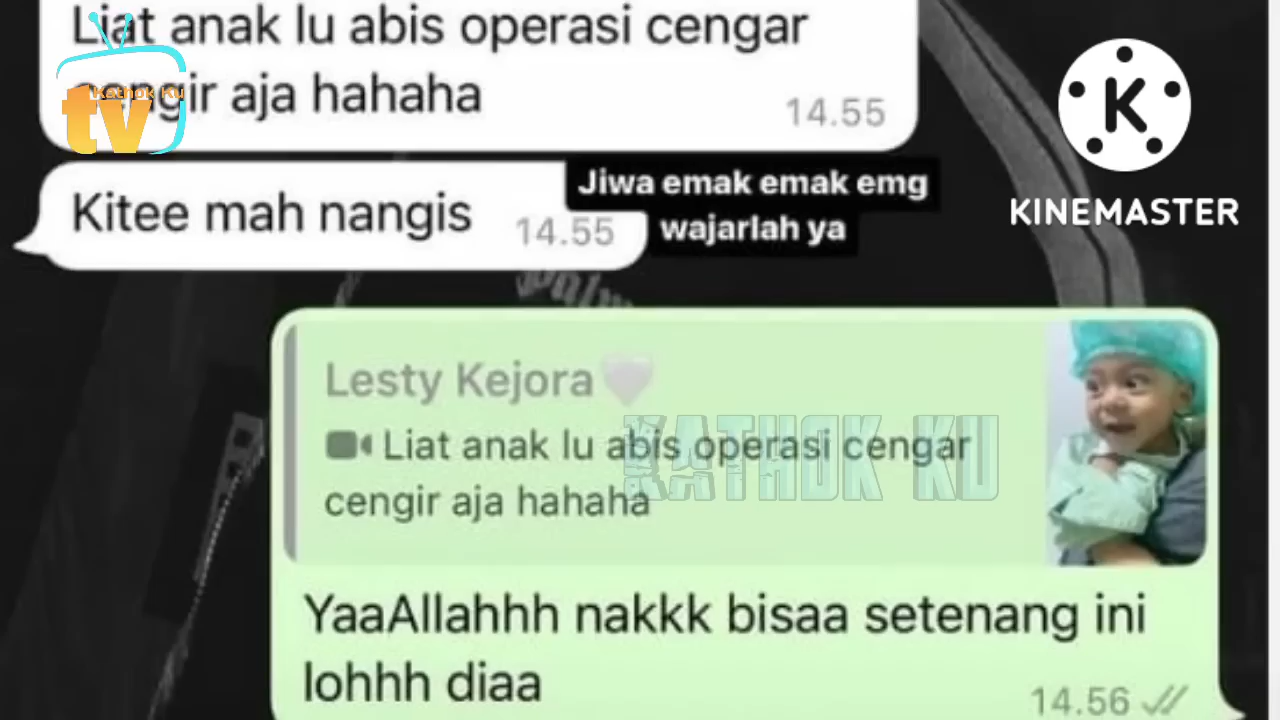 Liat anak lu abis operasi cengar
cengir aja hahaha
14.55
Kathok Ku
tv
Kitee mah nangis
14.55
Jiwa emak emak emg
wajarlah ya
K
KINEMASTER
Lesty Kejora
Liat anak lu abis operasi cengar
cengir aja hahaha
KATHOK KU
YaaAllahhh nakkk bisaa setenang ini
lohhh diaa
14.56